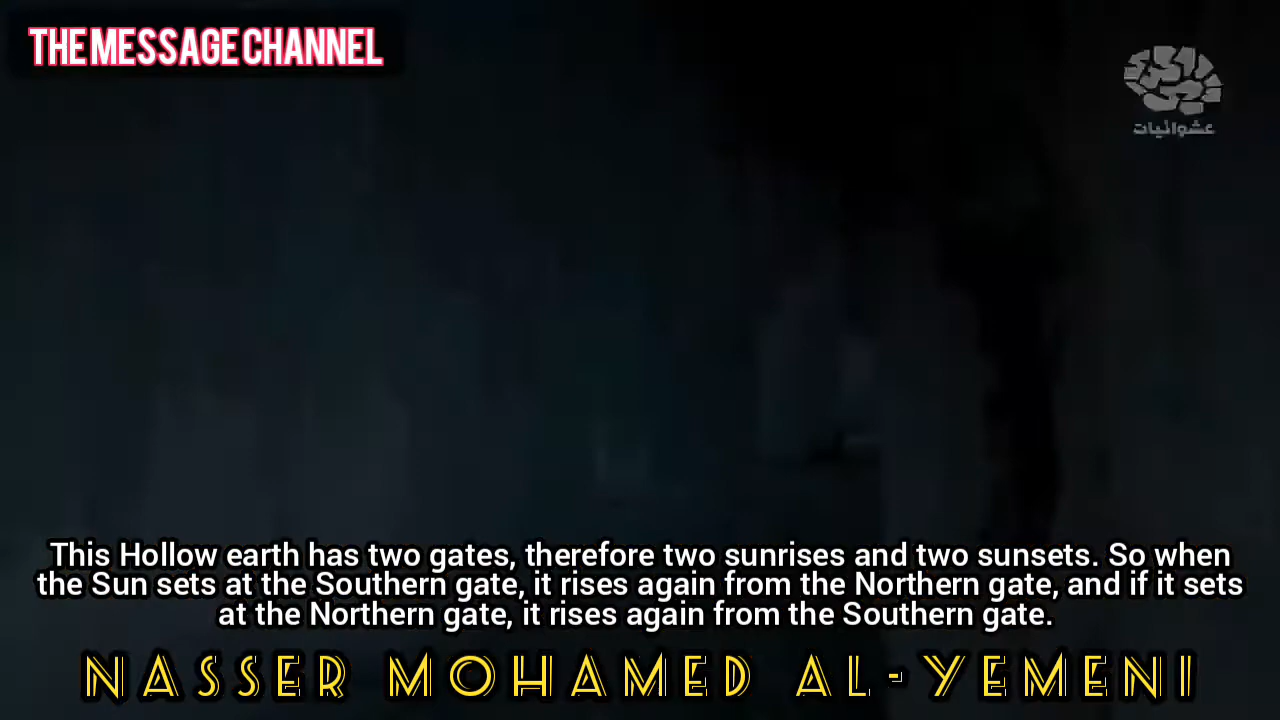 THE MESSAGE CHANNEL
عشوائيات
This Hollow earth has two gates, therefore two sunrises and two sunsets. So when
the Sun sets at the Southern gate, it rises again from the Northern gate, and if it sets
at the Northern gate, it rises again from the Southern gate.
NASSER MOHAMED AL-YEMENI